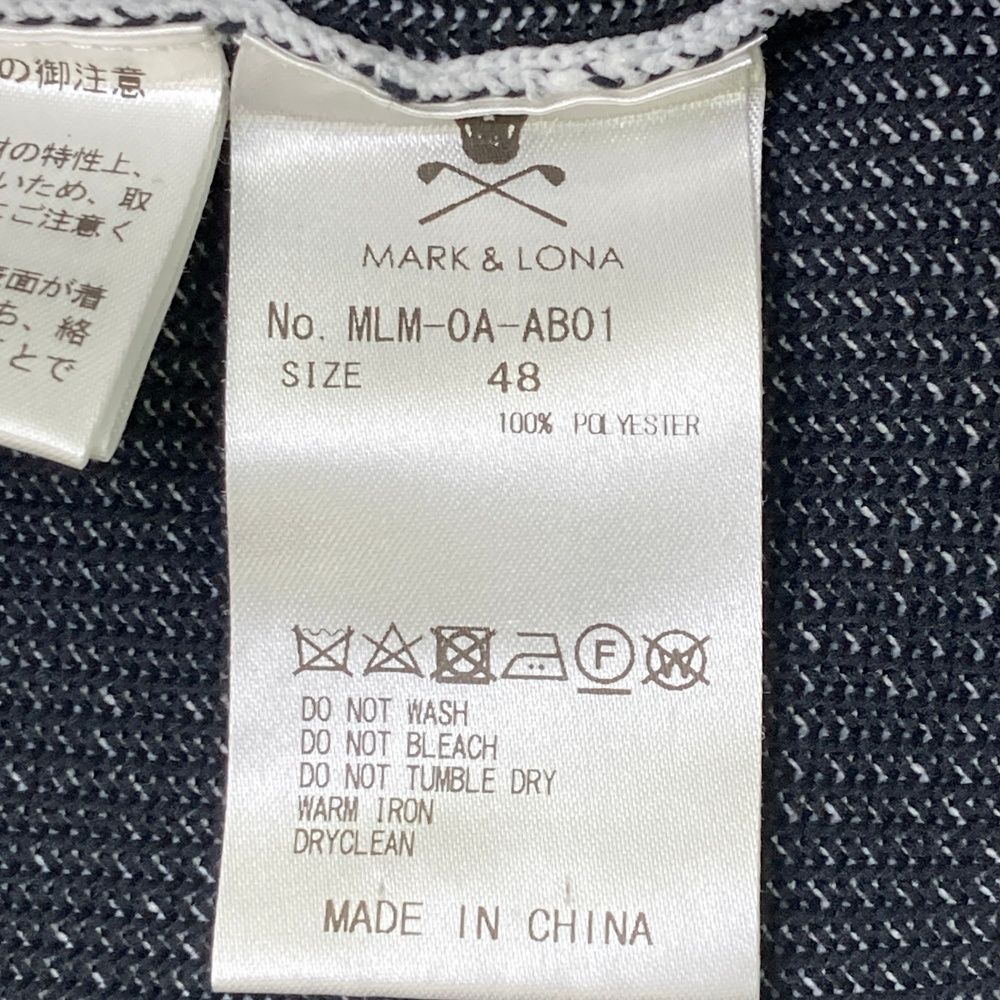 の御注意
の特性上、
いため、取
ご注意く
面が着
ち、絡
とで
MARK & LONA
No. MLM-OA-AB01
SIZE 48
100% POLYESTER
F
W
DO NOT WASH
DO NOT BLEACH
DO NOT TUMBLE DRY
WARM IRON
DRYCLEAN
MADE IN CHINA